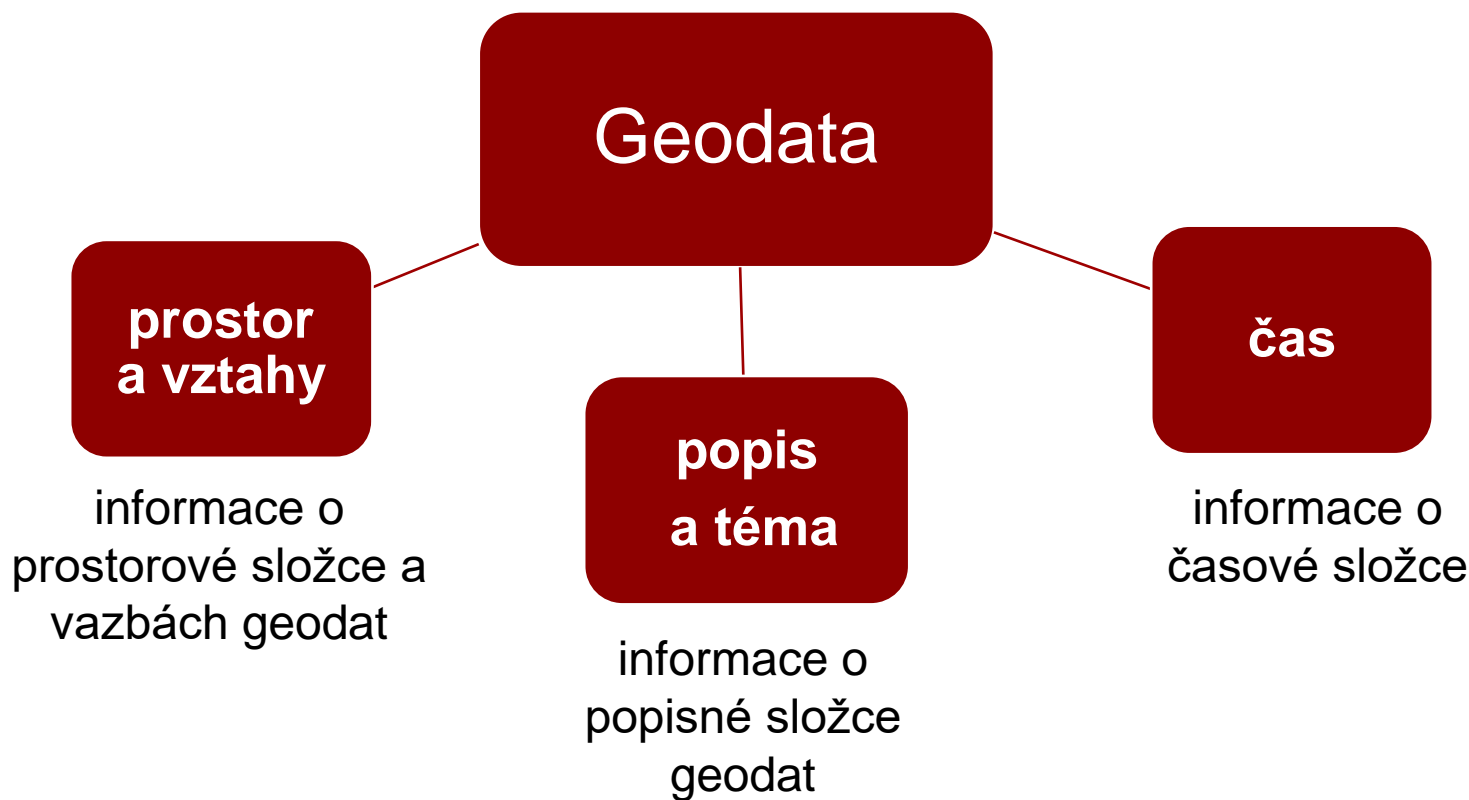 Geodata
prostor
a vztahy
informace o
prostorové složce a
vazbách geodat
popis
a téma
informace o
popisné složce
geodat
čas
informace o
časové složce